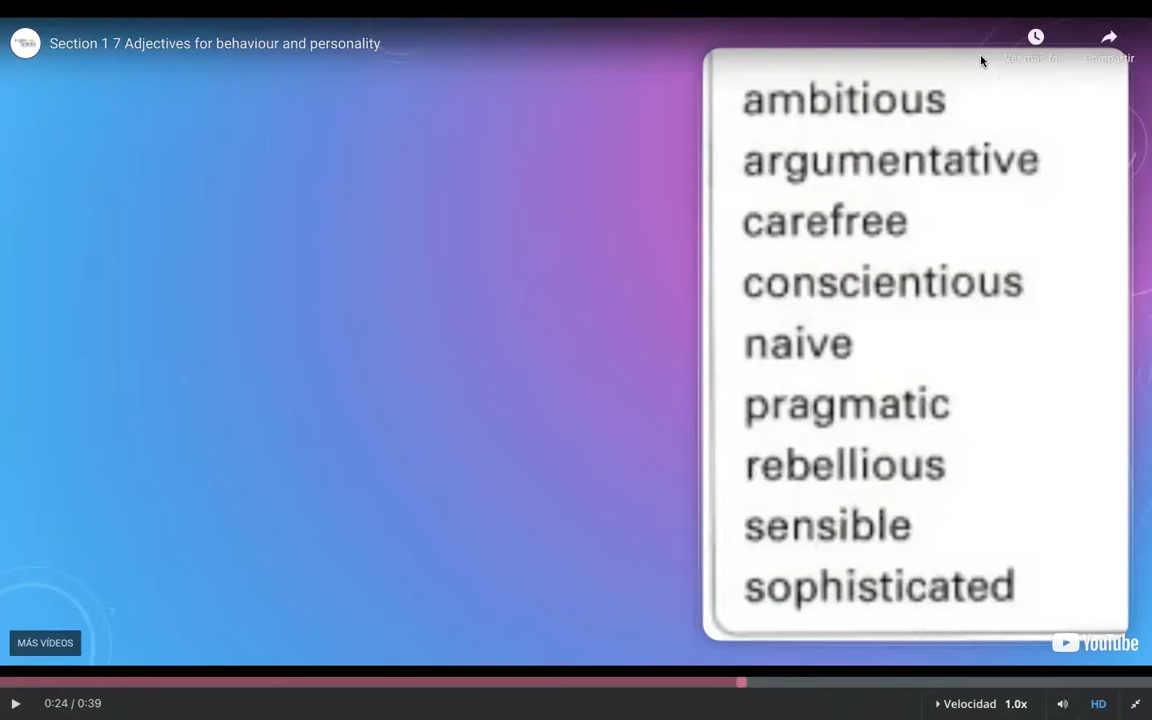 Section 1 7 Adjectives for behaviour and personality
Compartir
ambitious
argumentative
carefree
conscientious
naive
pragmatic
rebellious
sensible
sophisticated
MÁS VÍDEOS
YouTube
0:24 / 0:39
Velocidad 1.0x
HD